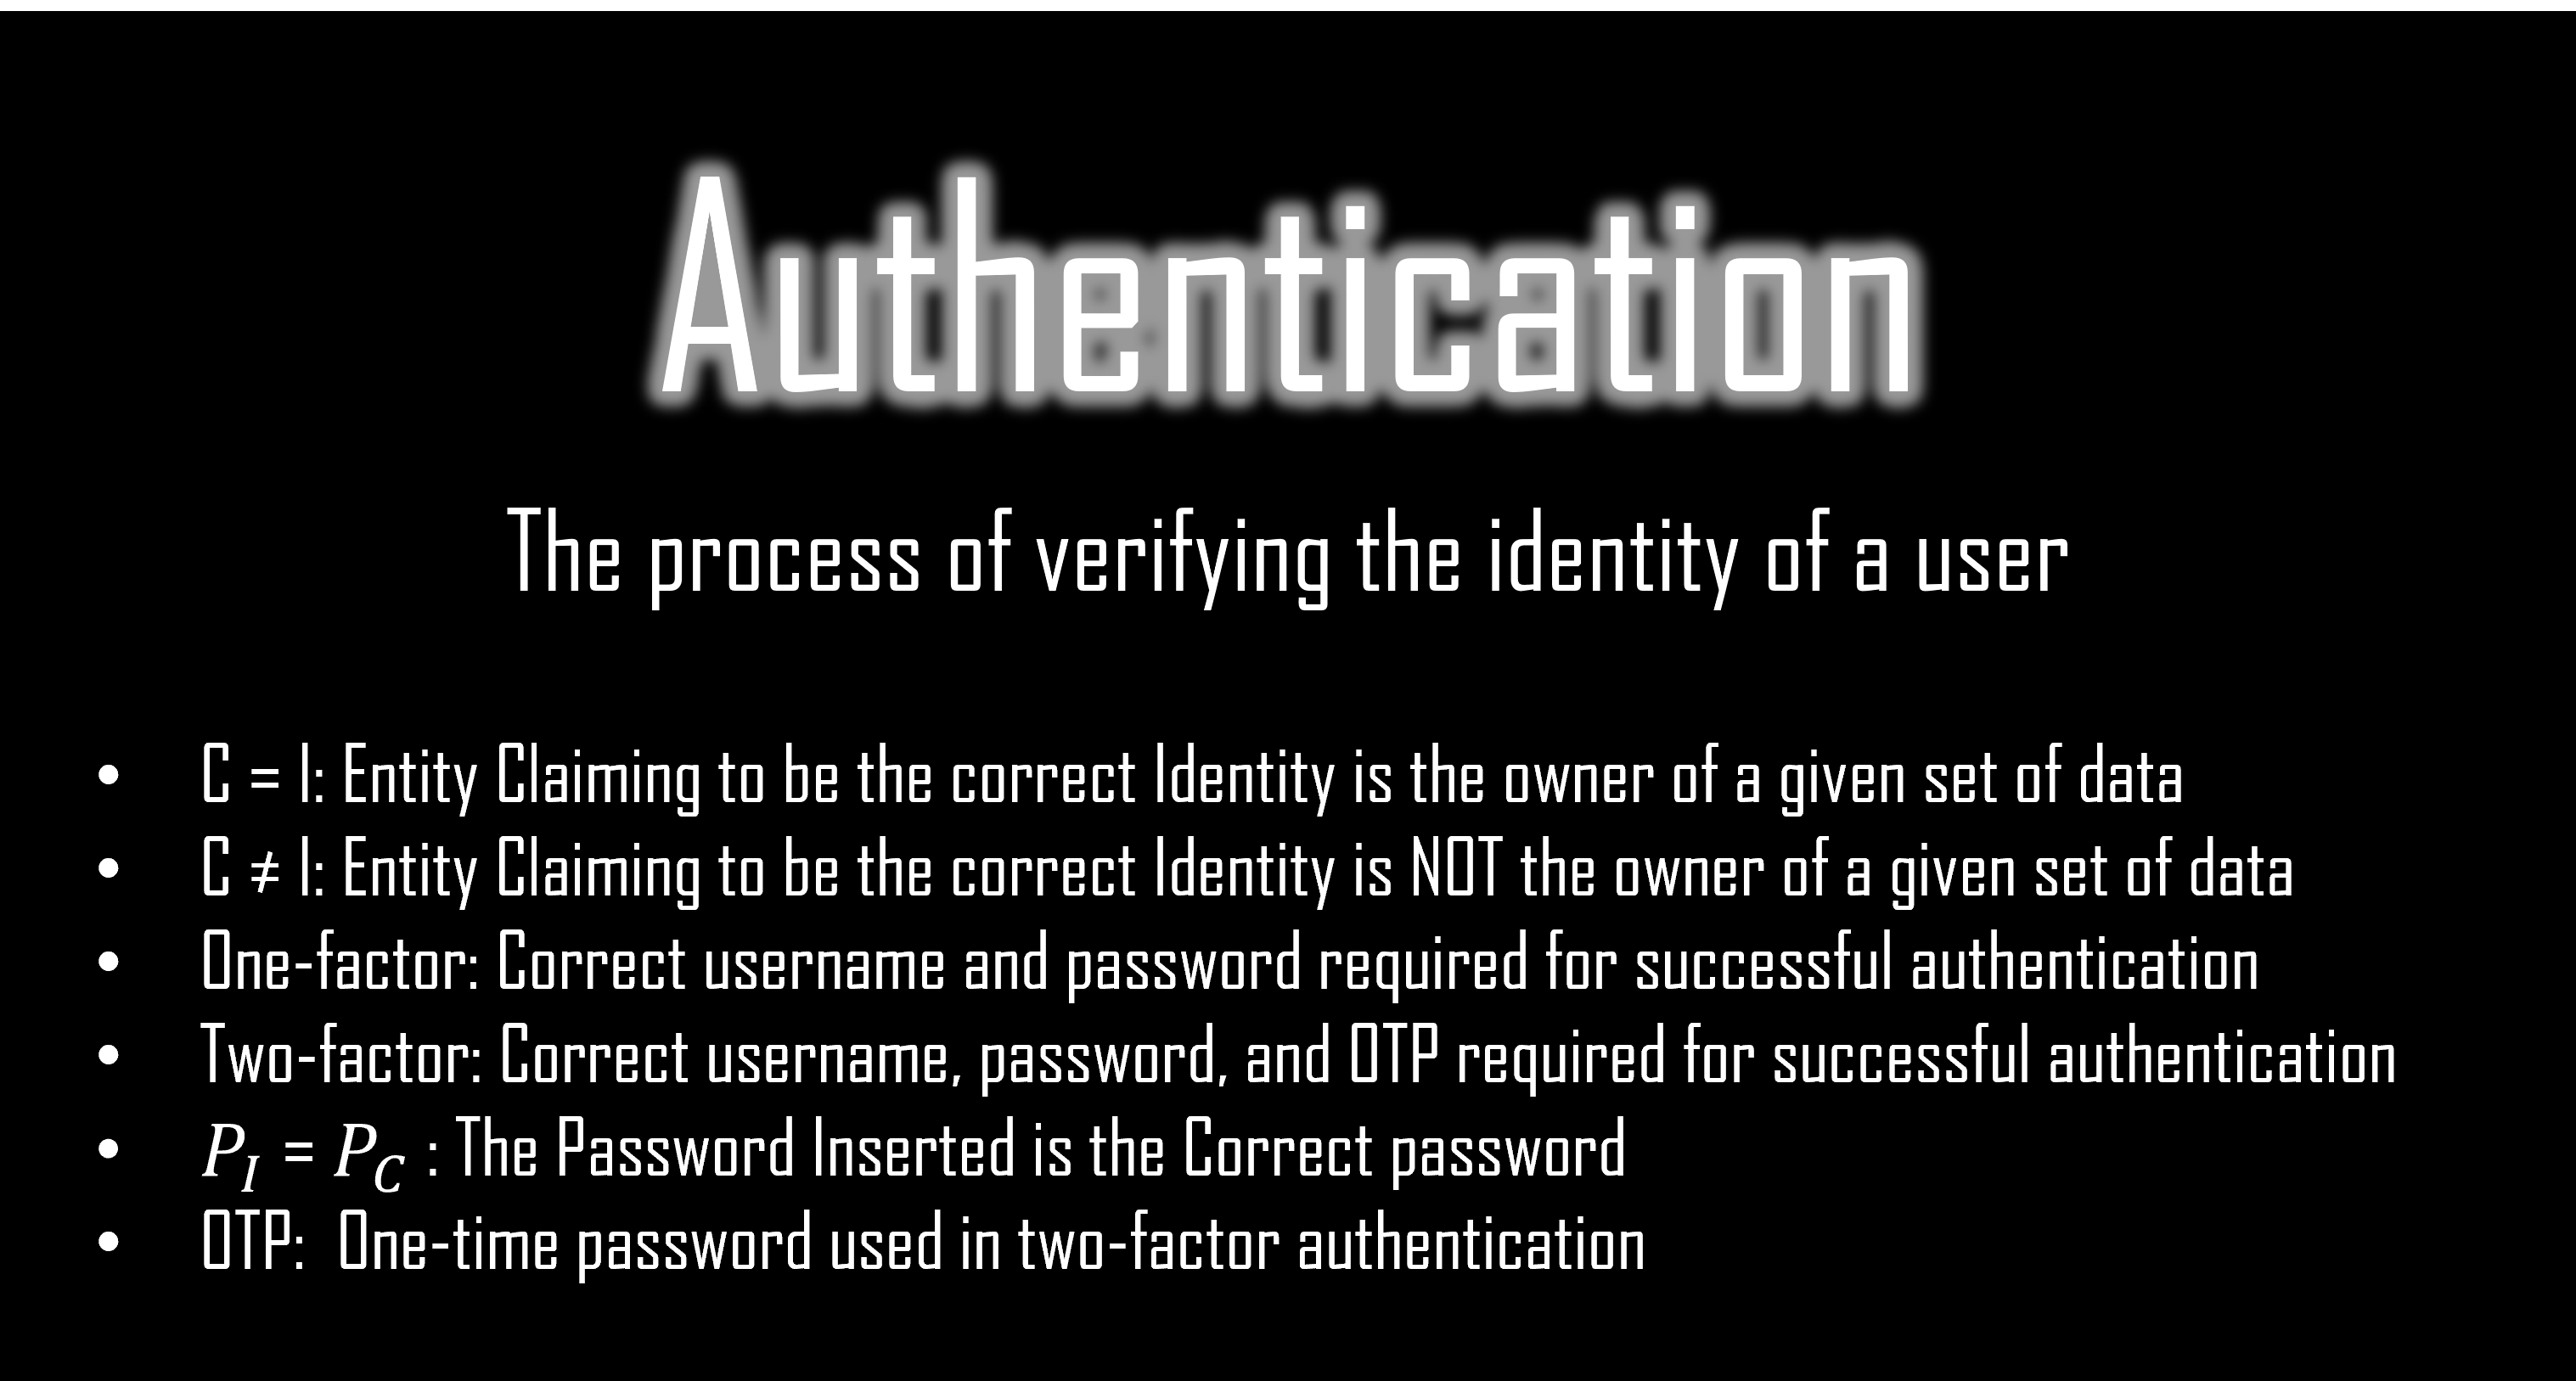 Authentication
The process of verifying the identity of a user
• C = I: Entity Claiming to be the correct Identity is the owner of a given set of data
• C ≠ I: Entity Claiming to be the correct Identity is NOT the owner of a given set of data
• One-factor: Correct username and password required for successful authentication
• Two-factor: Correct username, password, and OTP required for successful authentication
• P_I = P_C : The Password Inserted is the Correct password
• OTP: One-time password used in two-factor authentication